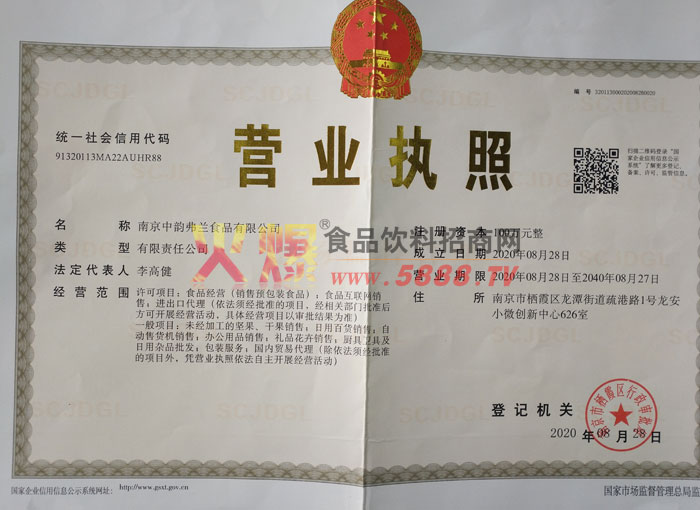 编 号 320113000202008280020
统一社会信用代码
91320113MA22AUHR88
营业执照
扫描二维码登录“国
家企业信用信息公示
系统”了解更多登记、
备案、许可、监管信息。
名 称 南京中韵弗兰食品有限公司
类 型 有限责任公司
法定代表人 李高健
经营范围 许可项目：食品经营（销售预包装食品）；食品互联网销
售；进出口代理（依法须经批准的项目，经相关部门批准后
方可开展经营活动，具体经营项目以审批结果为准）
一般项目：未经加工的坚果、干果销售；日用百货销售；自
动售货机销售；办公用品销售；礼品花卉销售；厨具卫具及
日用杂品批发；包装服务；国内贸易代理（除依法须经批准
的项目外，凭营业执照依法自主开展经营活动）
注册资本 100万元整
成立日期 2020年08月28日
营业期限 2020年08月28日至2040年08月27日
住 所 南京市栖霞区龙潭街道疏港路1号龙安
小微创新中心626室
火爆®食品饮料招商网
www.5888.TV
登记机关
南京市栖霞区行政审批局
2020 年 08 月 28 日
SCJDGL
SCJDGL
SCJDGL
国家企业信用信息公示系统网址： http://www.gsxt.gov.cn
国家市场监督管理总局监